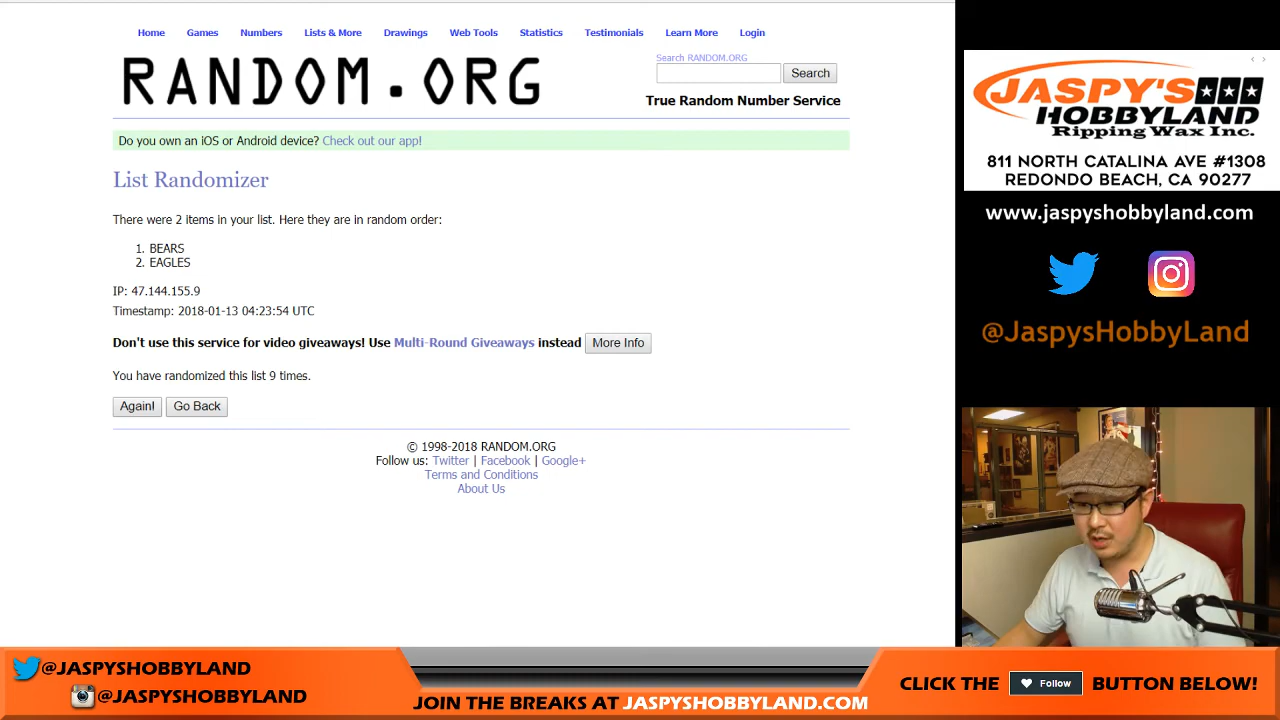 Home Games Numbers Lists & More Drawings Web Tools Statistics Testimonials Learn More Login
RANDOM.ORG
Search RANDOM.ORG
Search
True Random Number Service
Do you own an iOS or Android device? Check out our app!
List Randomizer
There were 2 items in your list. Here they are in random order:
1. BEARS
2. EAGLES
IP: 47.144.155.9
Timestamp: 2018-01-13 04:23:54 UTC
Don't use this service for video giveaways! Use Multi-Round Giveaways instead More Info
You have randomized this list 9 times.
Again! Go Back
© 1998-2018 RANDOM.ORG
Follow us: Twitter | Facebook | Google+
Terms and Conditions
About Us
JASPY'S
HOBBYLAND
Ripping Wax Inc.
811 NORTH CATALINA AVE #1308
REDONDO BEACH, CA 90277
www.jaspyshobbyland.com
@JaspysHobbyLand
@JASPYSHOBBYLAND
@JASPYSHOBBYLAND
JOIN THE BREAKS AT JASPYSHOBBYLAND.COM
CLICK THE Follow BUTTON BELOW!